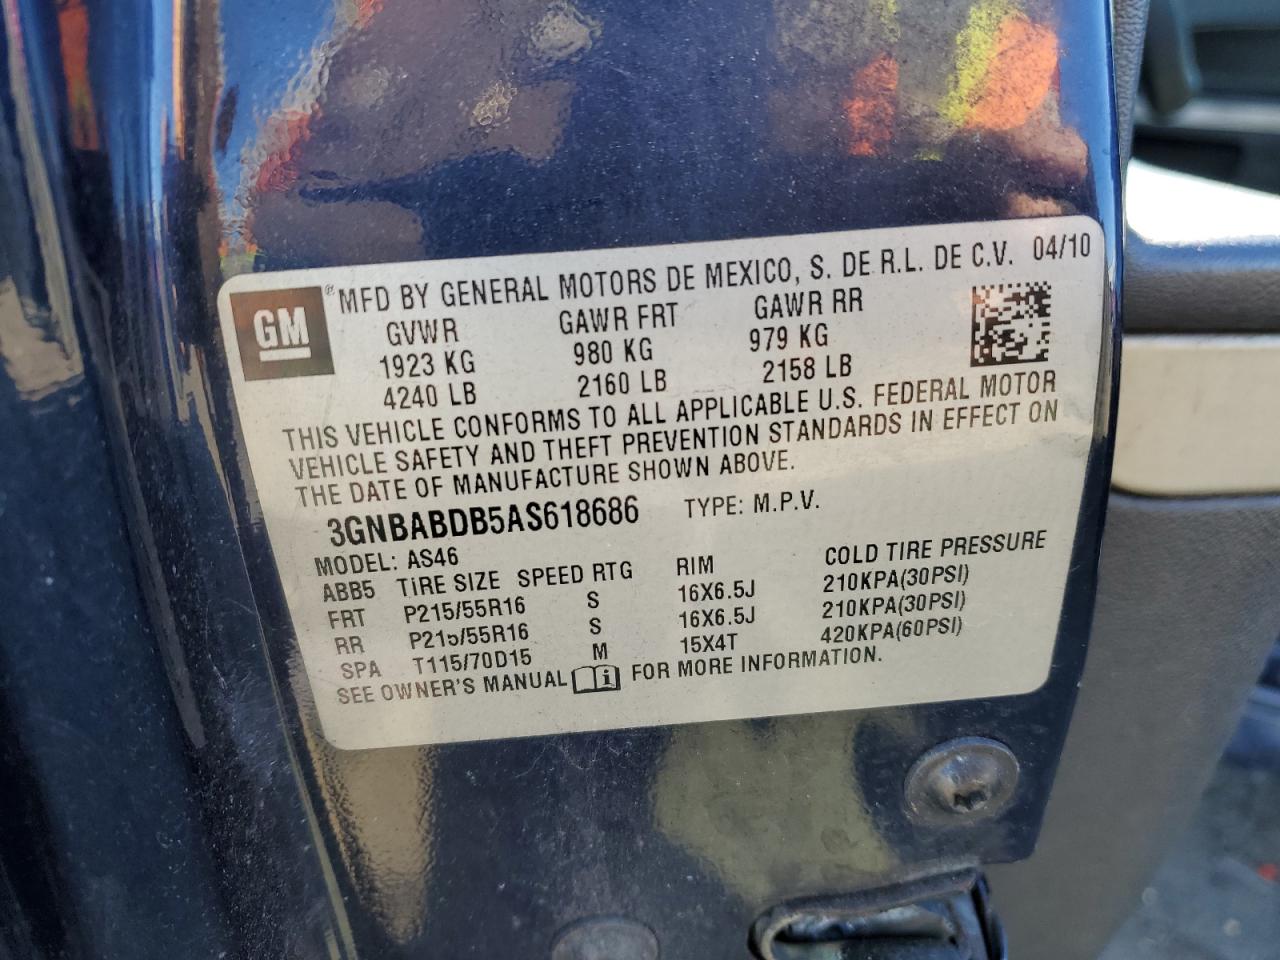 GM ® MFD BY GENERAL MOTORS DE MEXICO, S. DE R.L. DE C.V. 04/10
GVWR GAWR FRT GAWR RR
1923 KG 980 KG 979 KG
4240 LB 2160 LB 2158 LB
THIS VEHICLE CONFORMS TO ALL APPLICABLE U.S. FEDERAL MOTOR
VEHICLE SAFETY AND THEFT PREVENTION STANDARDS IN EFFECT ON
THE DATE OF MANUFACTURE SHOWN ABOVE.
3GNBABDB5AS618686 TYPE: M.P.V.
MODEL: AS46
ABB5 TIRE SIZE SPEED RTG RIM COLD TIRE PRESSURE
FRT P215/55R16 S 16X6.5J 210KPA(30PSI)
RR P215/55R16 S 16X6.5J 210KPA(30PSI)
SPA T115/70D15 M 15X4T 420KPA(60PSI)
SEE OWNER'S MANUAL i FOR MORE INFORMATION.